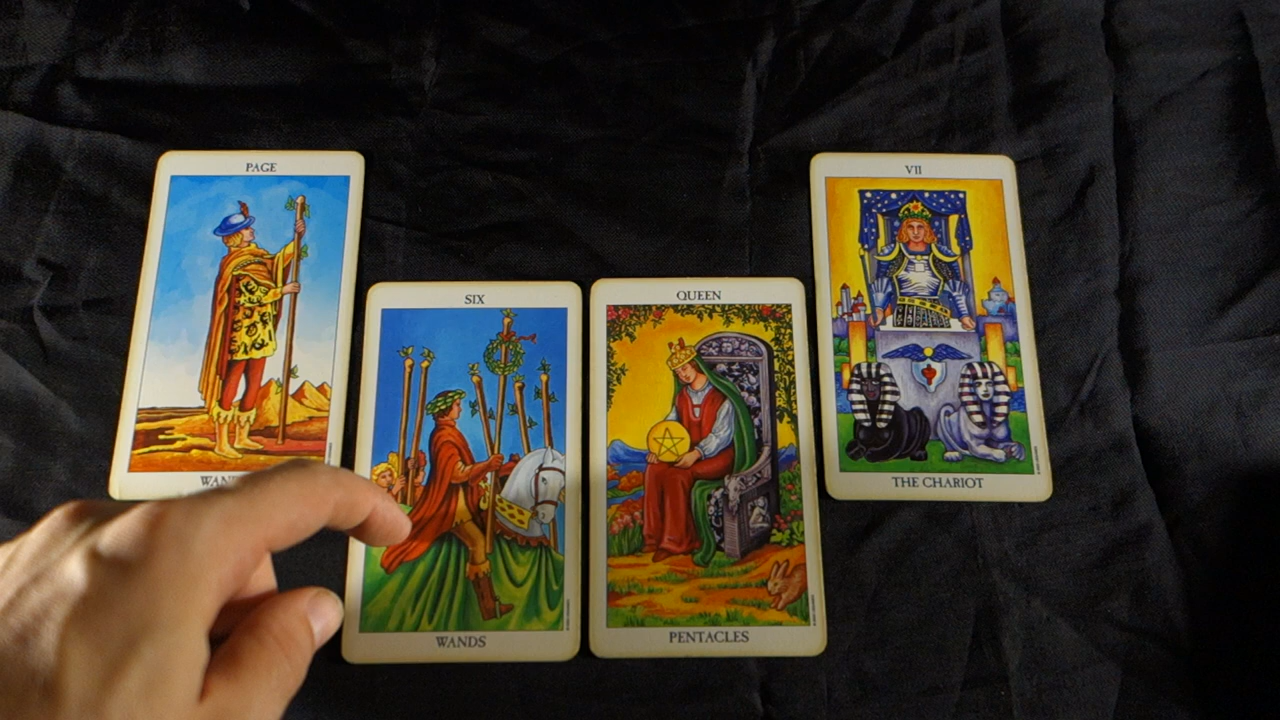 PAGE
SIX
WANDS
QUEEN
PENTACLES
VII
THE CHARIOT